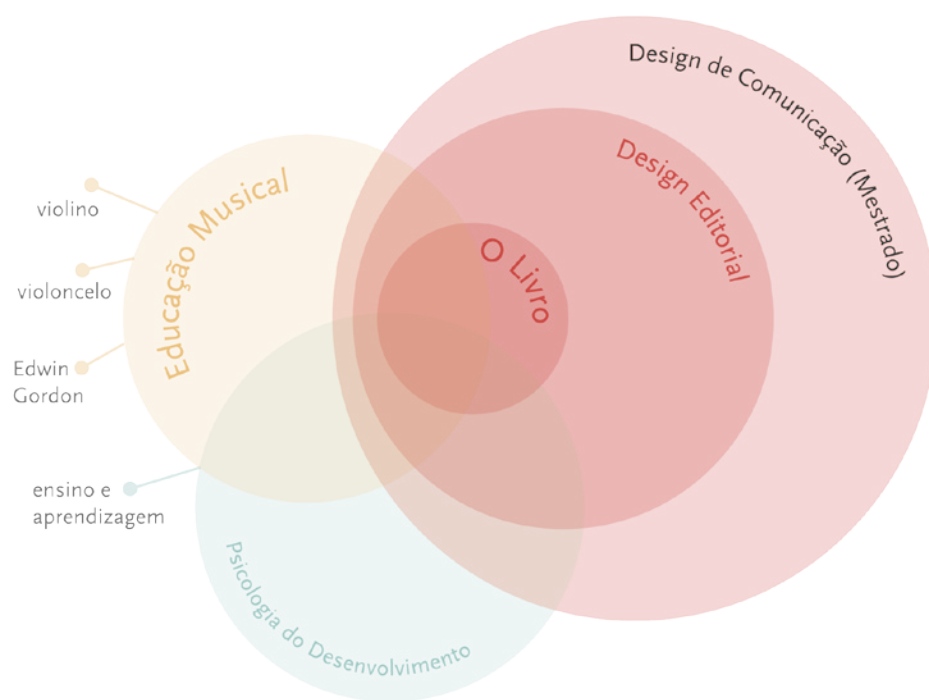 Design de Comunicação (Mestrado)
Design Editorial
O Livro
Educação Musical
violino
violoncelo
Edwin
Gordon
ensino e
aprendizagem
Psicologia do Desenvolvimento